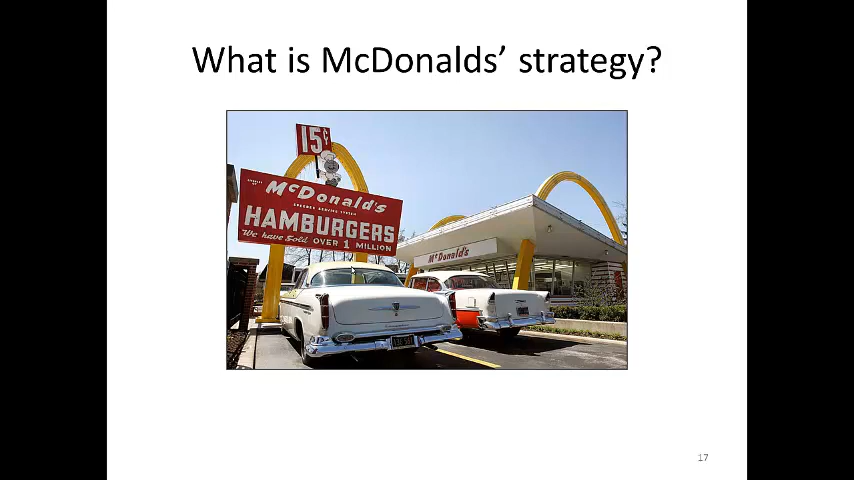 What is McDonalds’ strategy?
15¢
McDonald's
HAMBURGERS
We have Sold OVER 1 MILLION
McDonald's
17